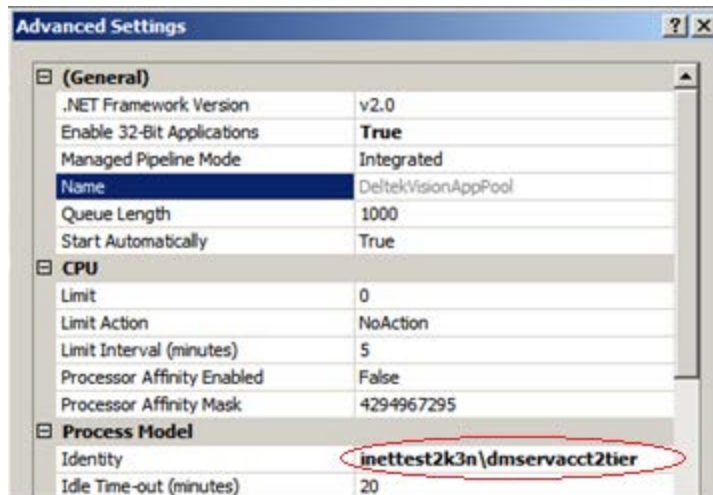 Advanced Settings
(General)
.NET Framework Version v2.0
Enable 32-Bit Applications True
Managed Pipeline Mode Integrated
Name DeltekVisionAppPool
Queue Length 1000
Start Automatically True
CPU
Limit 0
Limit Action NoAction
Limit Interval (minutes) 5
Processor Affinity Enabled False
Processor Affinity Mask 4294967295
Process Model
Identity inettest2k3n\dmservacct2tier
Idle Time-out (minutes) 20